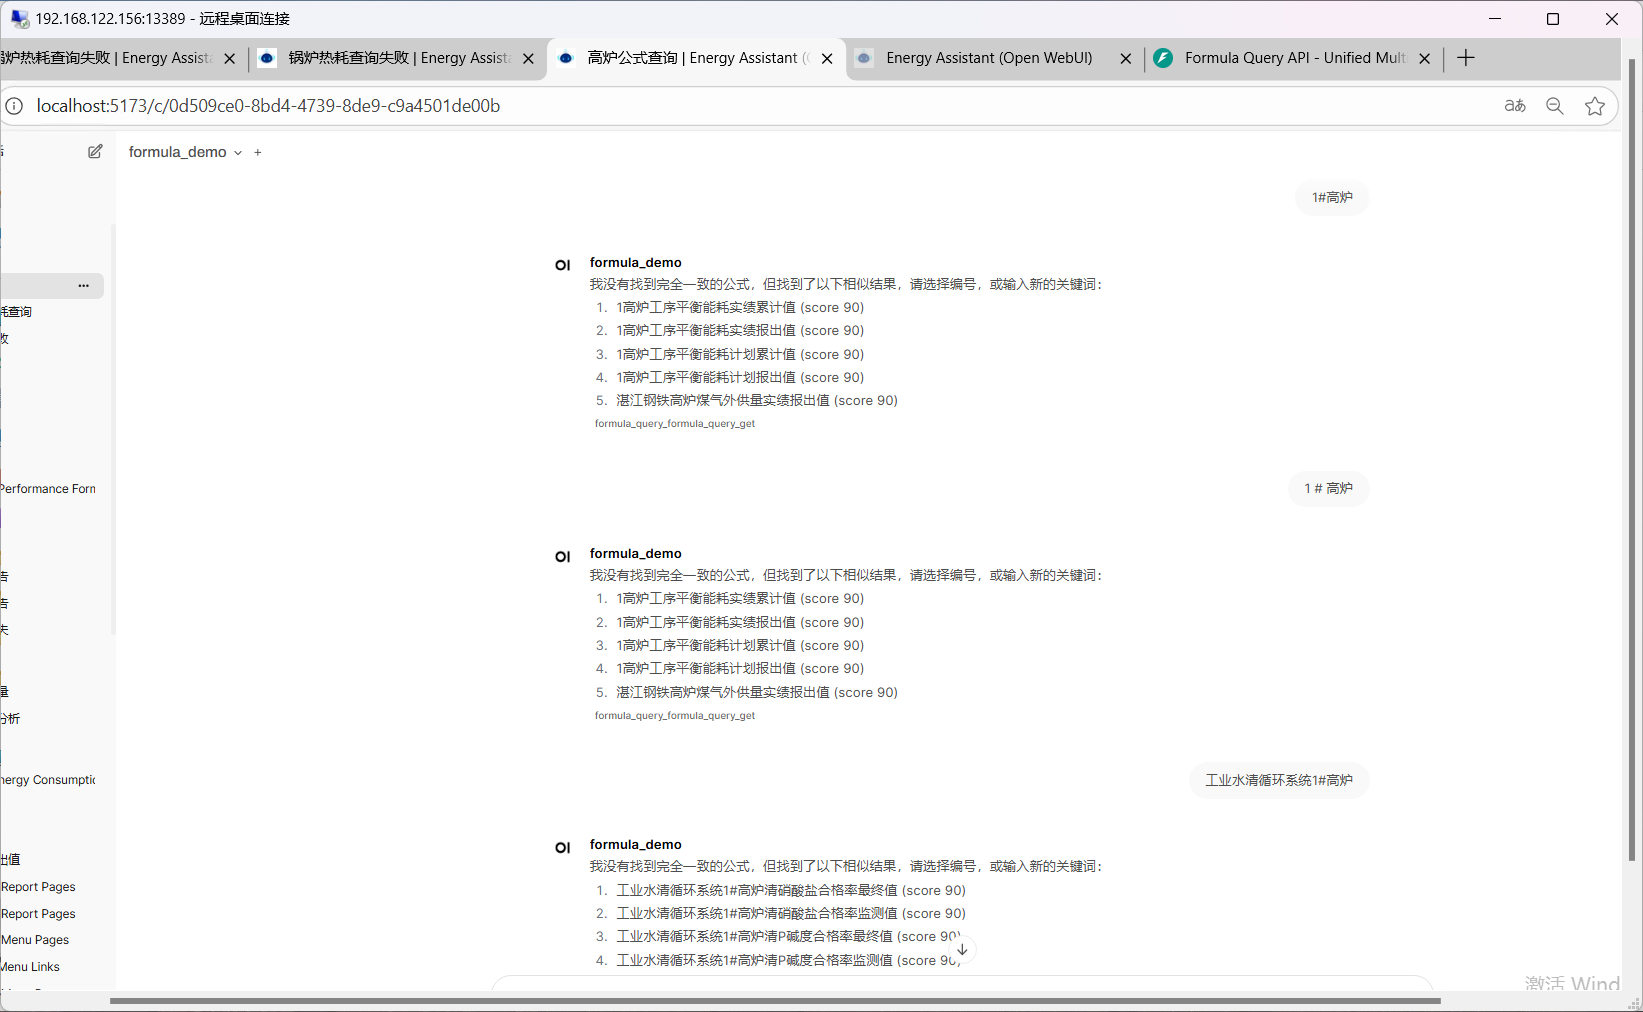 192.168.122.156:13389 - 远程桌面连接
锅炉热耗查询失败 | Energy Assist
锅炉热耗查询失败 | Energy Assist
高炉公式查询 | Energy Assistant (
Energy Assistant (Open WebUI)
Formula Query API - Unified Mult
localhost:5173/c/0d509ce0-8bd4-4739-8de9-c9a4501de00b
formula_demo
1#高炉
formula_demo
我没有找到完全一致的公式，但找到了以下相似结果，请选择编号，或输入新的关键词：
1. 1高炉工序平衡能耗实绩累计值 (score 90)
2. 1高炉工序平衡能耗实绩报出值 (score 90)
3. 1高炉工序平衡能耗计划累计值 (score 90)
4. 1高炉工序平衡能耗计划报出值 (score 90)
5. 湛江钢铁高炉煤气外供量实绩报出值 (score 90)
formula_query_formula_query_get
1 # 高炉
formula_demo
我没有找到完全一致的公式，但找到了以下相似结果，请选择编号，或输入新的关键词：
1. 1高炉工序平衡能耗实绩累计值 (score 90)
2. 1高炉工序平衡能耗实绩报出值 (score 90)
3. 1高炉工序平衡能耗计划累计值 (score 90)
4. 1高炉工序平衡能耗计划报出值 (score 90)
5. 湛江钢铁高炉煤气外供量实绩报出值 (score 90)
formula_query_formula_query_get
工业水清循环系统1#高炉
formula_demo
我没有找到完全一致的公式，但找到了以下相似结果，请选择编号，或输入新的关键词：
1. 工业水清循环系统1#高炉清硝酸盐合格率最终值 (score 90)
2. 工业水清循环系统1#高炉清硝酸盐合格率监测值 (score 90)
3. 工业水清循环系统1#高炉清P碱度合格率最终值 (score 90)
4. 工业水清循环系统1#高炉清P碱度合格率监测值 (score 90)
耗查询
败
Performance Form
告
告
失
量
分析
nergy Consumptic
出值
Report Pages
Report Pages
Menu Pages
Menu Links
激活 Wind